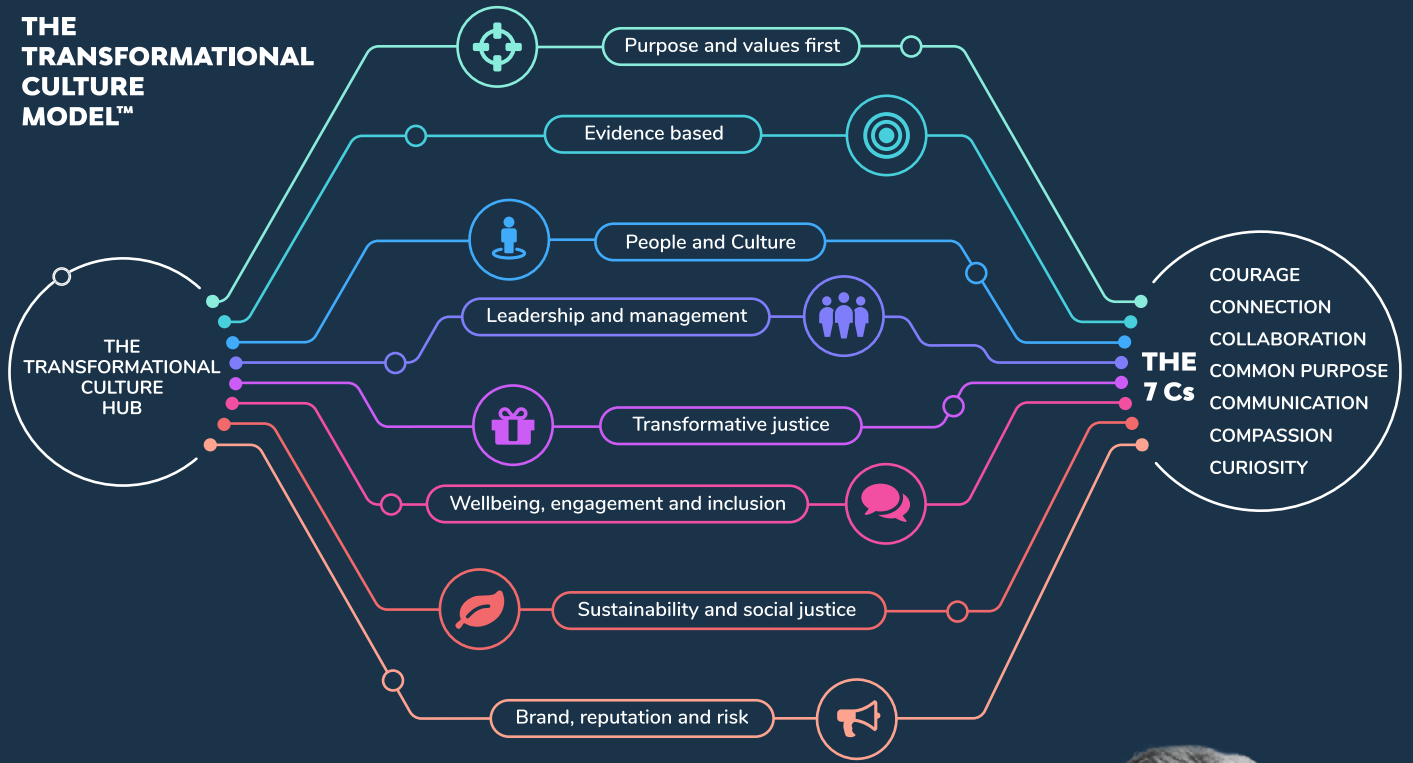 THE
TRANSFORMATIONAL
CULTURE
MODEL™
Purpose and values first
Evidence based
People and Culture
Leadership and management
Transformative justice
Wellbeing, engagement and inclusion
Sustainability and social justice
Brand, reputation and risk
THE
TRANSFORMATIONAL
CULTURE
HUB
THE
7 Cs
COURAGE
CONNECTION
COLLABORATION
COMMON PURPOSE
COMMUNICATION
COMPASSION
CURIOSITY